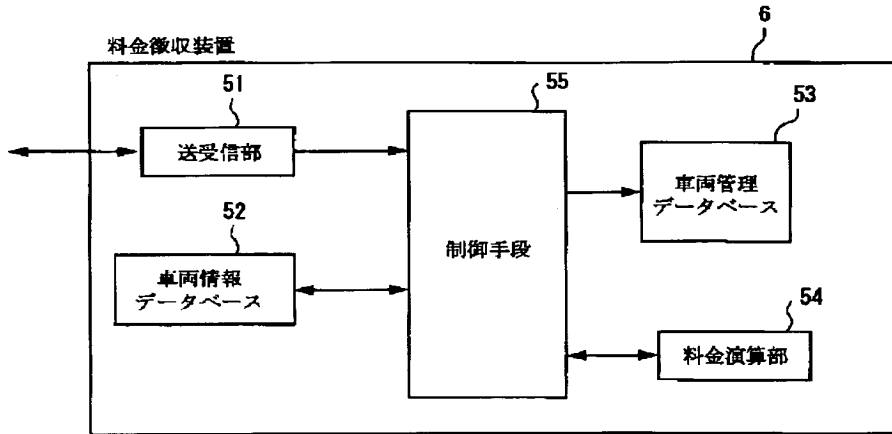 6
料金徴収装置
51
送受信部
55
制御手段
53
車両管理
データベース
52
車両情報
データベース
54
料金演算部